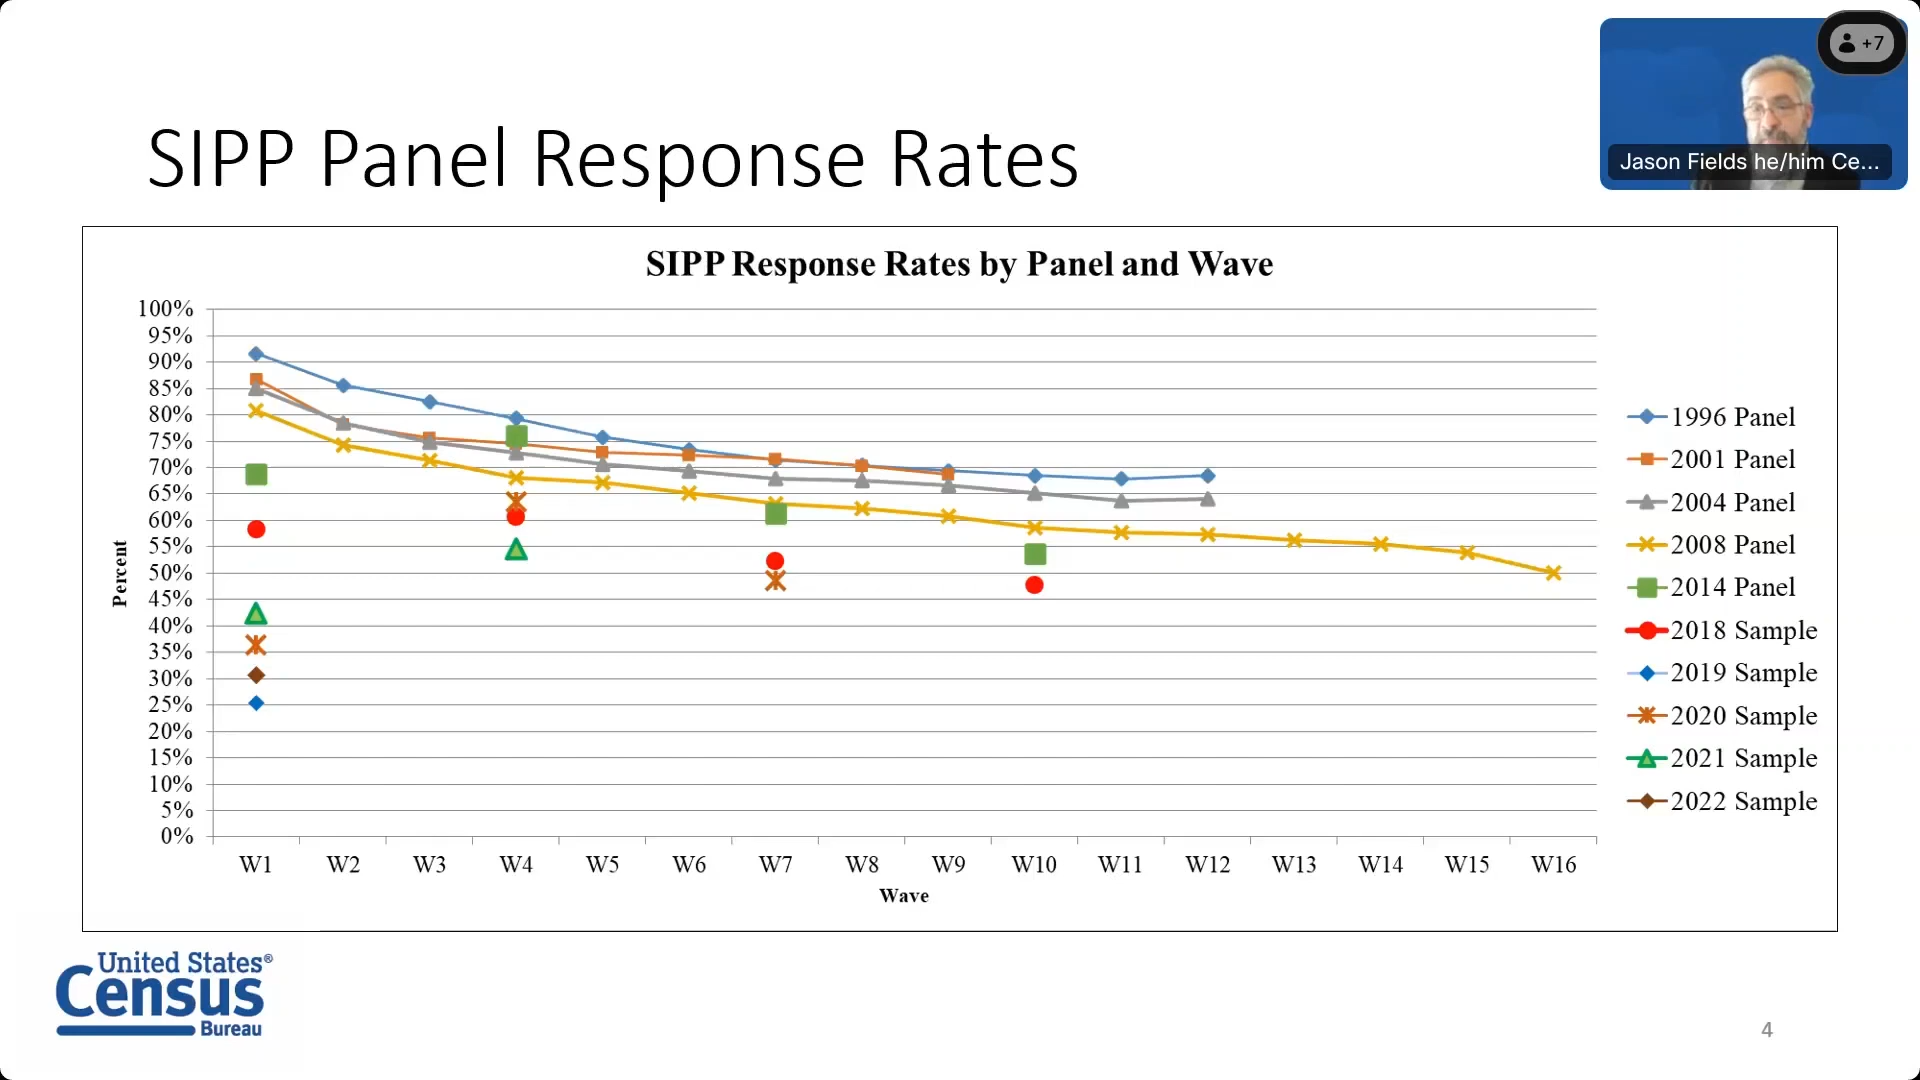 +7
Jason Fields he/him Ce...
SIPP Panel Response Rates
SIPP Response Rates by Panel and Wave
100%
95%
90%
85%
80%
75%
70%
65%
60%
55%
50%
45%
40%
35%
30%
25%
20%
15%
10%
5%
0%
Percent
W1 W2 W3 W4 W5 W6 W7 W8 W9 W10 W11 W12 W13 W14 W15 W16
Wave
1996 Panel
2001 Panel
2004 Panel
2008 Panel
2014 Panel
2018 Sample
2019 Sample
2020 Sample
2021 Sample
2022 Sample
United States®
Census
Bureau
4